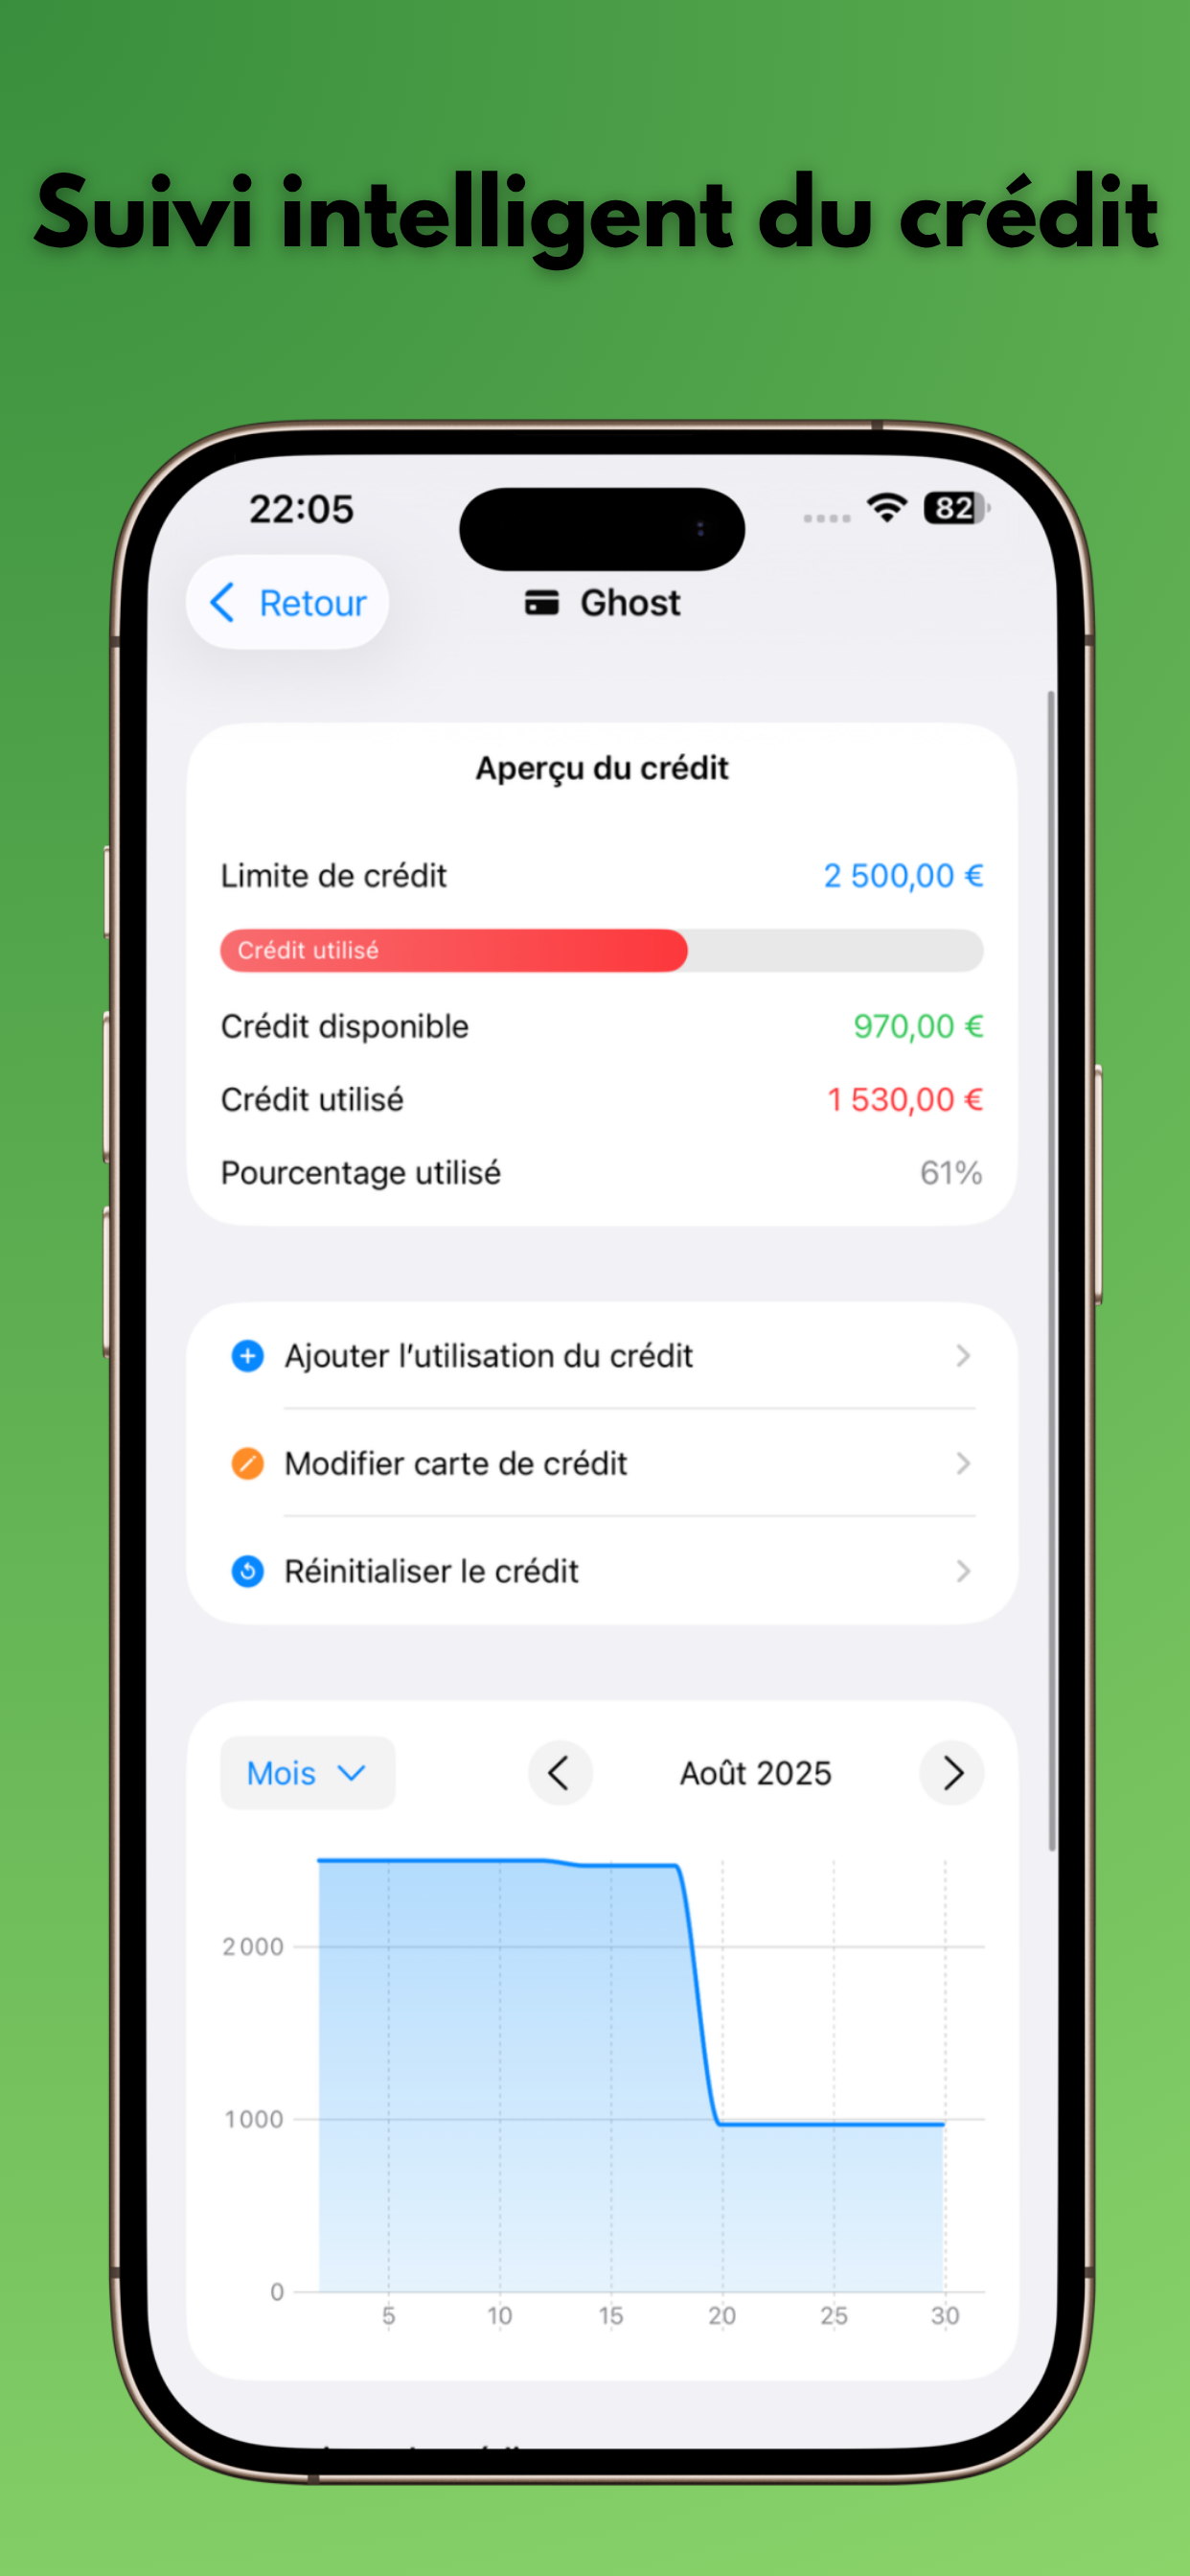 Suivi intelligent du crédit
22:05
82
Retour
Ghost
Aperçu du crédit
Limite de crédit 2 500,00 €
Crédit utilisé
Crédit disponible 970,00 €
Crédit utilisé 1 530,00 €
Pourcentage utilisé 61%
Ajouter l’utilisation du crédit
Modifier carte de crédit
Réinitialiser le crédit
Mois Août 2025
2 000
1 000
0
5 10 15 20 25 30